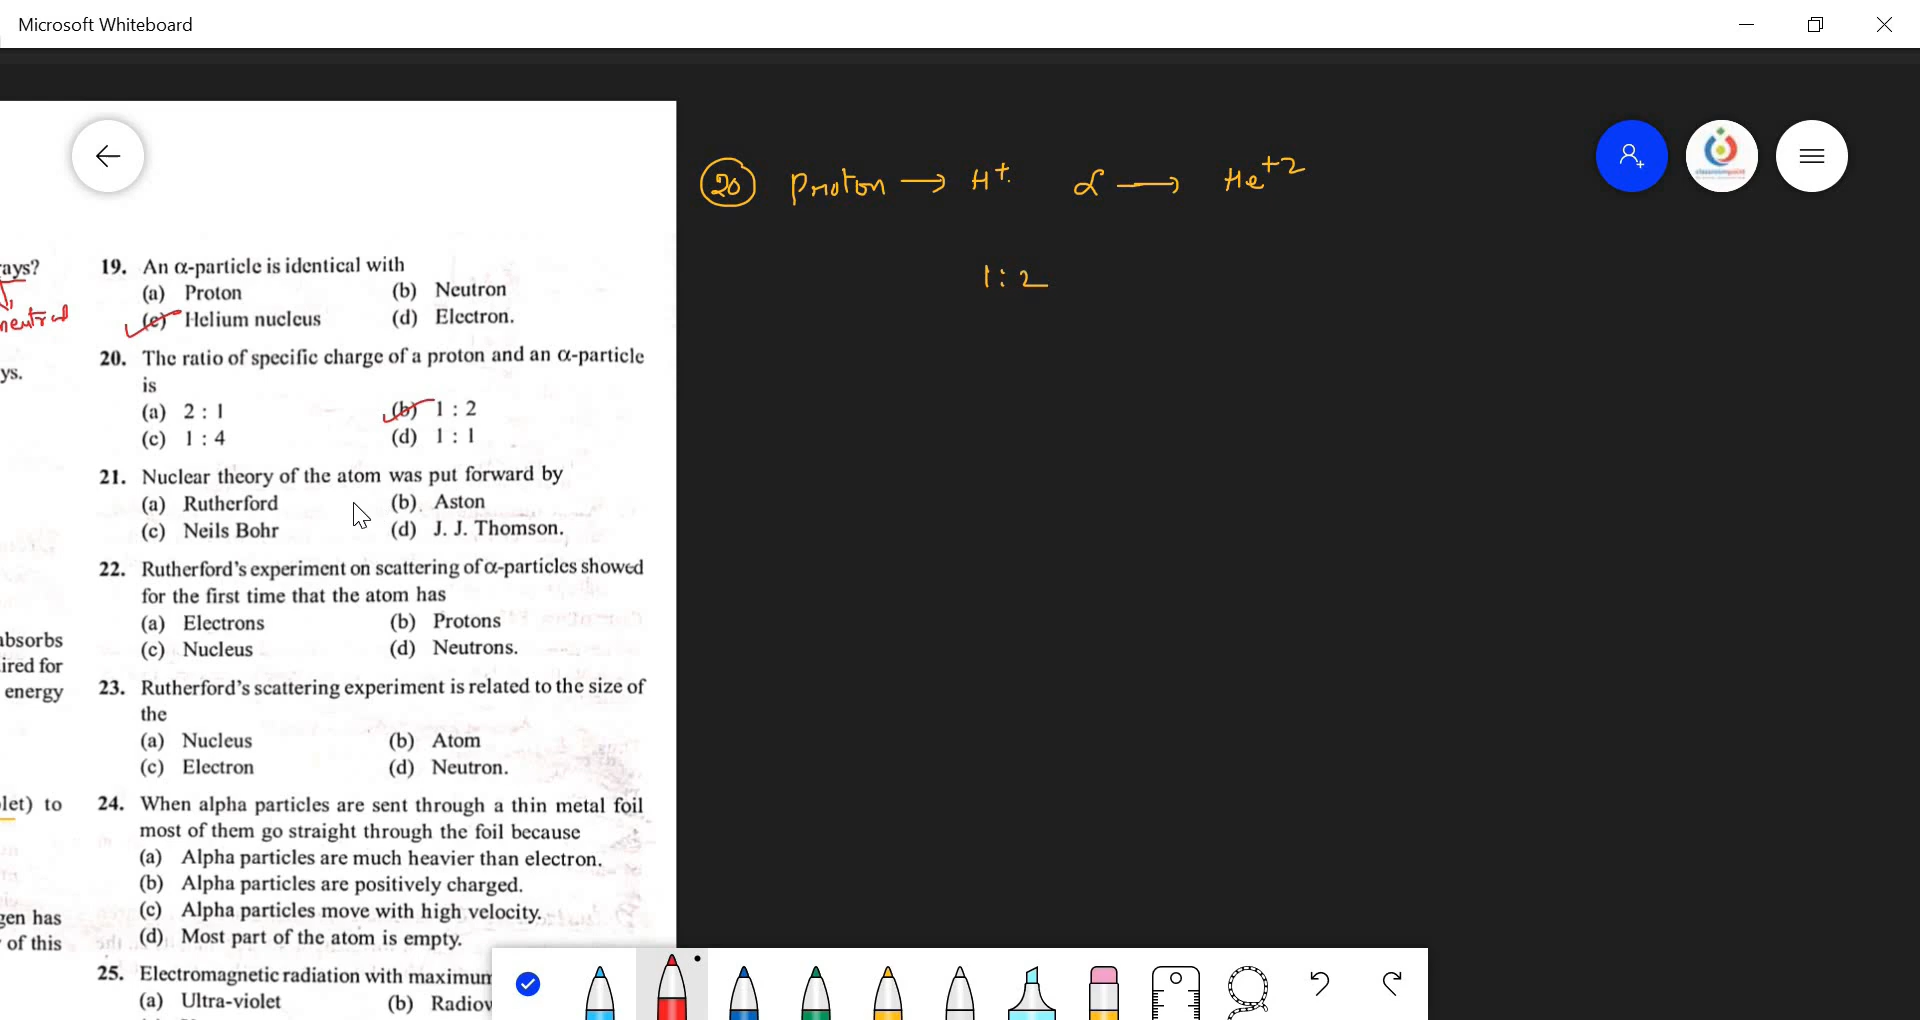 Microsoft Whiteboard
20 Proton → H+ α → He+2
1:2
rays?
neutral
ys.
absorbs
ired for
energy
let) to
gen has
of this
19. An α-particle is identical with
(a) Proton (b) Neutron
(c) Helium nucleus (d) Electron.
20. The ratio of specific charge of a proton and an α-particle
is
(a) 2 : 1 (b) 1 : 2
(c) 1 : 4 (d) 1 : 1
21. Nuclear theory of the atom was put forward by
(a) Rutherford (b) Aston
(c) Neils Bohr (d) J. J. Thomson.
22. Rutherford's experiment on scattering of α-particles showed
for the first time that the atom has
(a) Electrons (b) Protons
(c) Nucleus (d) Neutrons.
23. Rutherford's scattering experiment is related to the size of
the
(a) Nucleus (b) Atom
(c) Electron (d) Neutron.
24. When alpha particles are sent through a thin metal foil
most of them go straight through the foil because
(a) Alpha particles are much heavier than electron.
(b) Alpha particles are positively charged.
(c) Alpha particles move with high velocity.
(d) Most part of the atom is empty.
25. Electromagnetic radiation with maximum
(a) Ultra-violet (b) Radiow